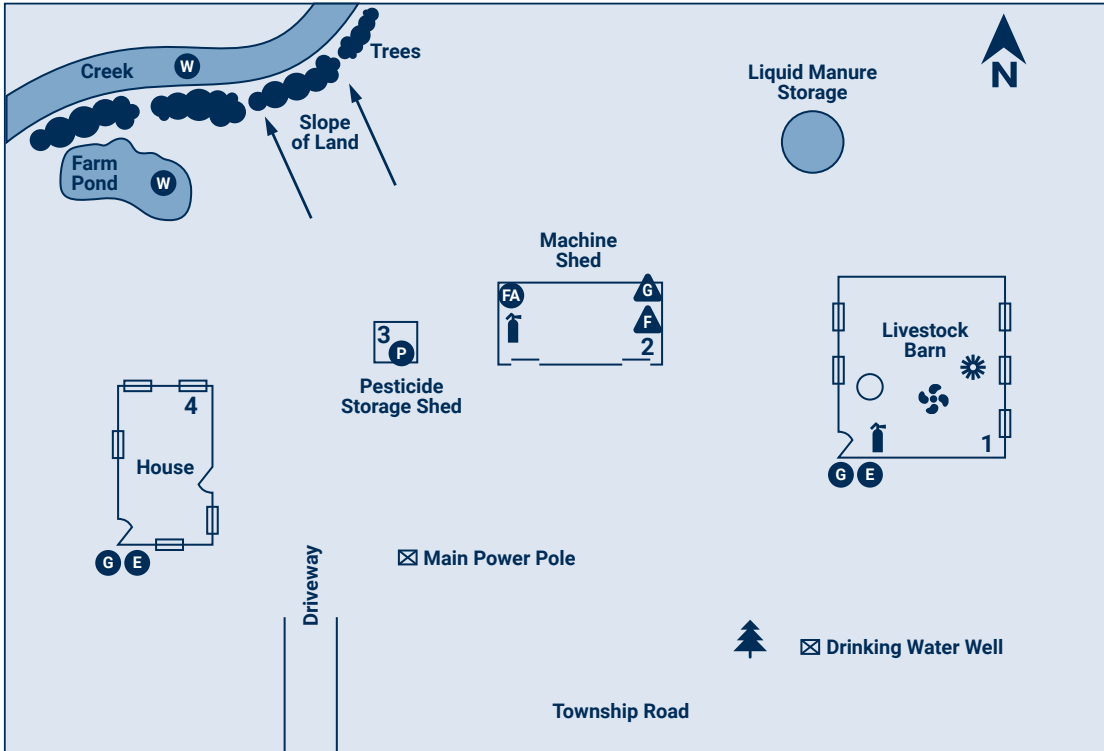 Creek
W
Trees
N
Liquid Manure
Storage
Slope
of Land
Farm
Pond
W
Machine
Shed
FA
G
F
2
3
P
Pesticide
Storage Shed
Livestock
Barn
1
G E
4
House
G E
Driveway
Main Power Pole
Drinking Water Well
Township Road